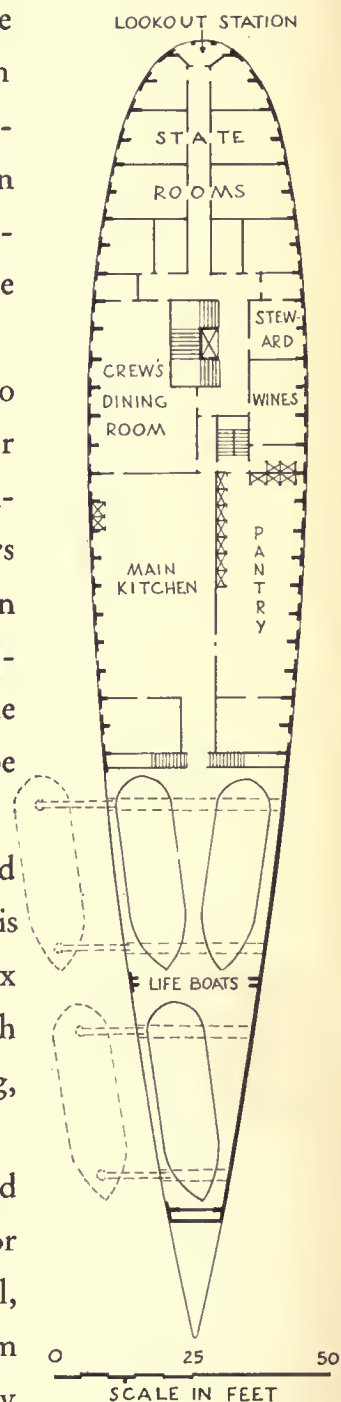 LOOKOUT STATION
STATE
ROOMS
STEW-
ARD
CREW'S
DINING
ROOM
WINES
MAIN
KITCHEN
PANTRY
LIFE BOATS
0 25 50
SCALE IN FEET